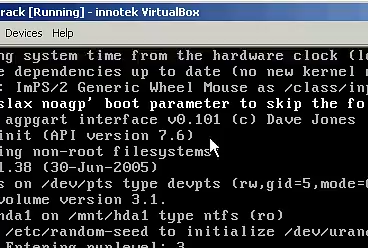 rack [Running] - innotek VirtualBox
Devices Help
ng system time from the hardware clock (l
e dependencies up to date (no new kernel
: ImPS/2 Generic Wheel Mouse as /class/inp
slax noagp' boot parameter to skip the fo
agpgart interface v0.101 (c) Dave Jones
init (API version 7.6)
ing non-root filesystems
1.38 (30-Jun-2005)
s on /dev/pts type devpts (rw,gid=5,mode=
volume version 3.1.
hda1 on /mnt/hda1 type ntfs (ro)
/etc/random-seed to initialize /dev/uran
Entering runlevel: 3